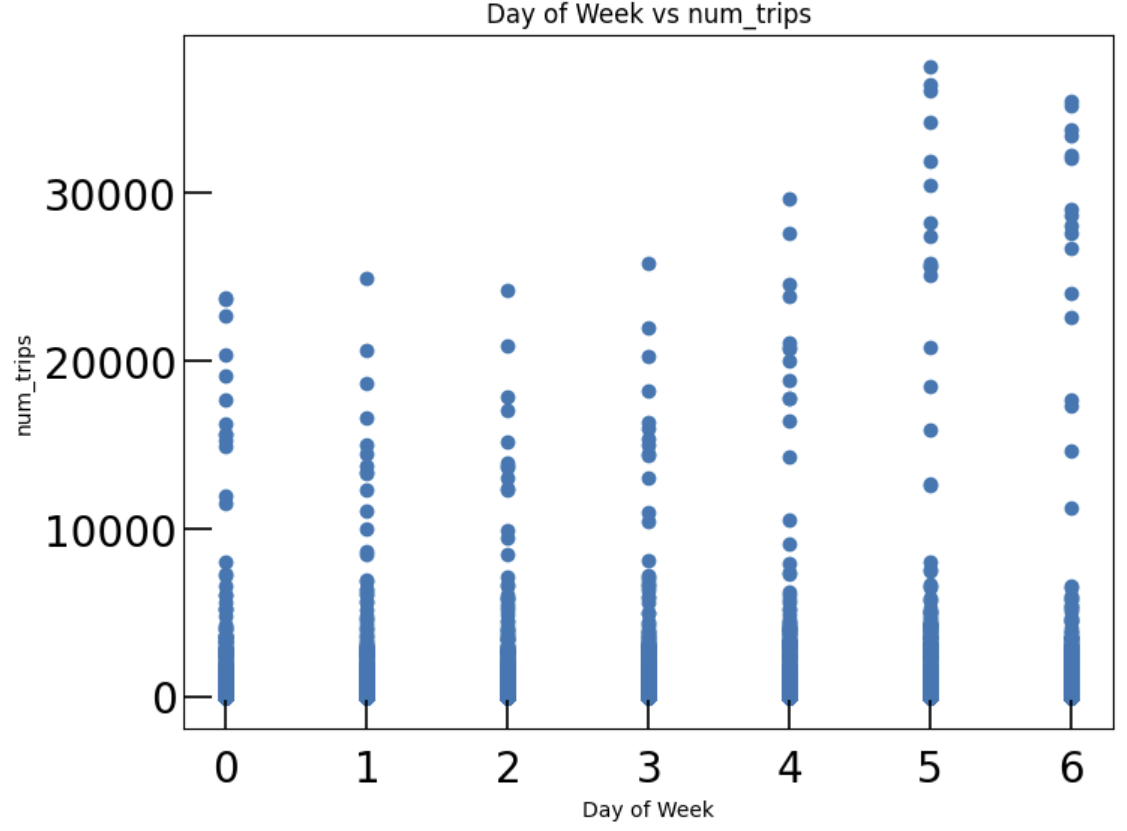 Day of Week vs num_trips
num_trips
30000
20000
10000
0
0 1 2 3 4 5 6
Day of Week